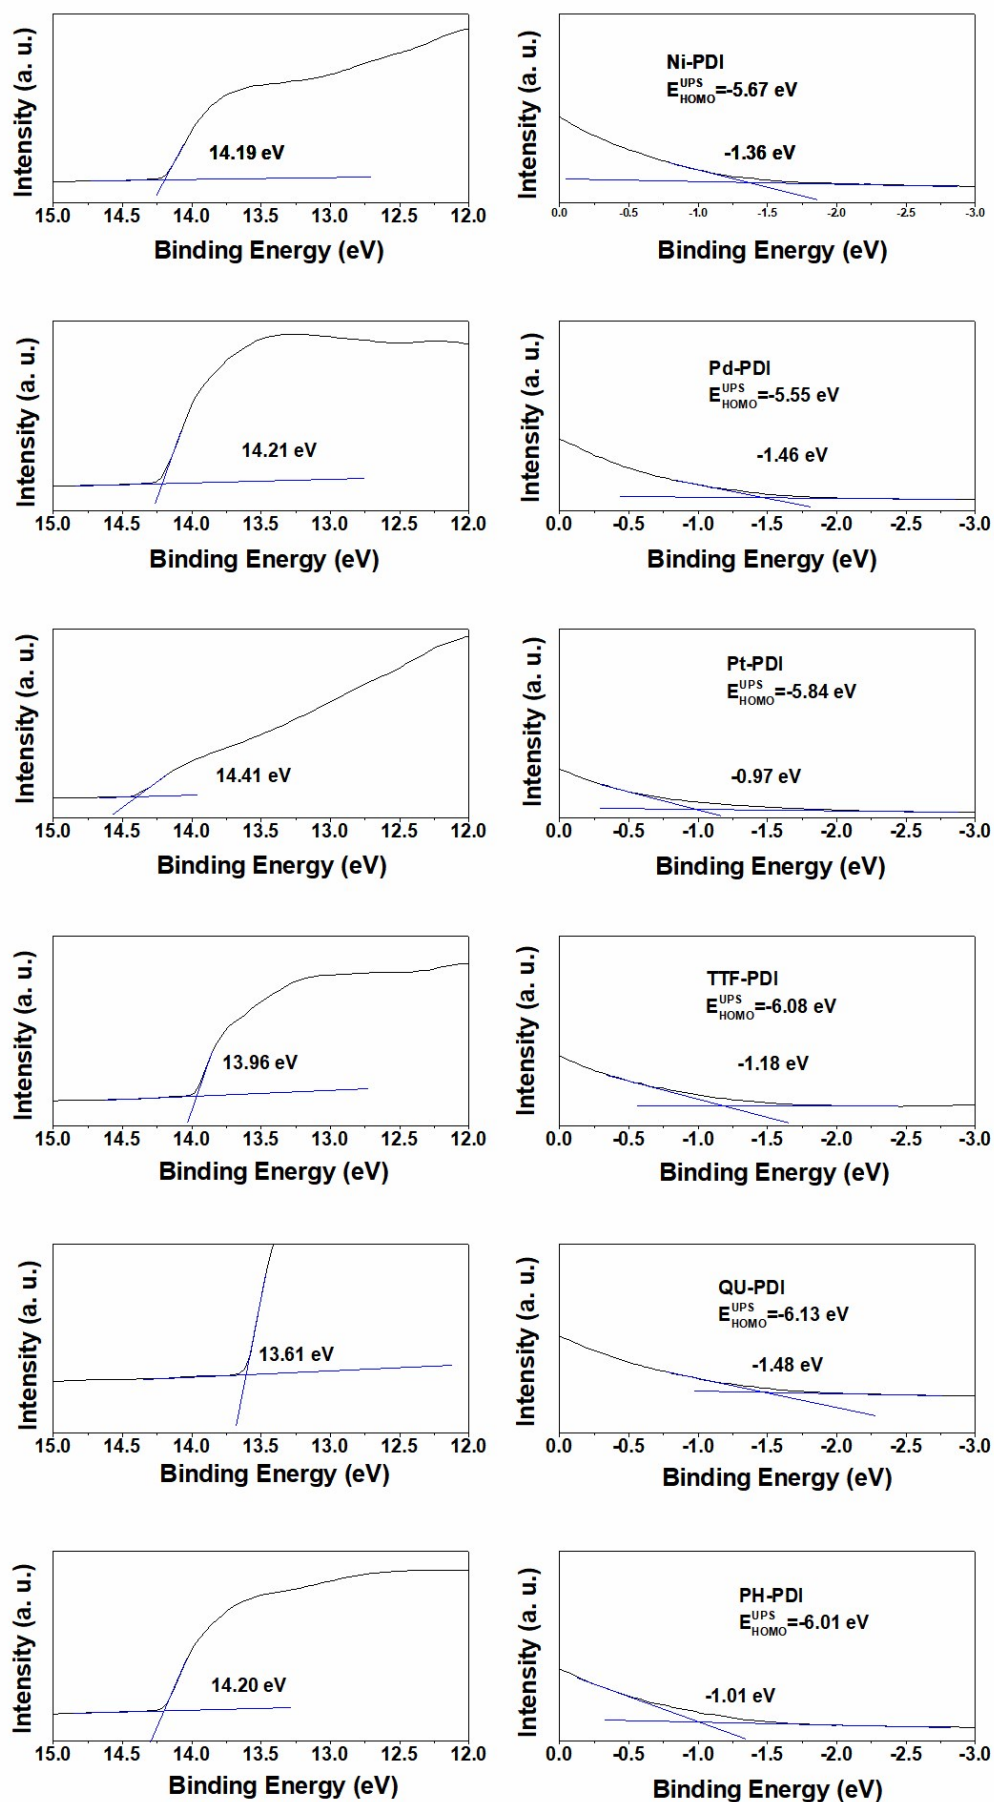 Intensity (a. u.)
14.19 eV
15.0 14.5 14.0 13.5 13.0 12.5 12.0
Binding Energy (eV)
Intensity (a. u.)
Ni-PDI
E UPS HOMO =-5.67 eV
-1.36 eV
0.0 -0.5 -1.0 -1.5 -2.0 -2.5 -3.0
Binding Energy (eV)
Intensity (a. u.)
14.21 eV
15.0 14.5 14.0 13.5 13.0 12.5 12.0
Binding Energy (eV)
Intensity (a. u.)
Pd-PDI
E UPS HOMO =-5.55 eV
-1.46 eV
0.0 -0.5 -1.0 -1.5 -2.0 -2.5 -3.0
Binding Energy (eV)
Intensity (a. u.)
14.41 eV
15.0 14.5 14.0 13.5 13.0 12.5 12.0
Binding Energy (eV)
Intensity (a. u.)
Pt-PDI
E UPS HOMO =-5.84 eV
-0.97 eV
0.0 -0.5 -1.0 -1.5 -2.0 -2.5 -3.0
Binding Energy (eV)
Intensity (a. u.)
13.96 eV
15.0 14.5 14.0 13.5 13.0 12.5 12.0
Binding Energy (eV)
Intensity (a. u.)
TTF-PDI
E UPS HOMO =-6.08 eV
-1.18 eV
0.0 -0.5 -1.0 -1.5 -2.0 -2.5 -3.0
Binding Energy (eV)
Intensity (a. u.)
13.61 eV
15.0 14.5 14.0 13.5 13.0 12.5 12.0
Binding Energy (eV)
Intensity (a. u.)
QU-PDI
E UPS HOMO =-6.13 eV
-1.48 eV
0.0 -0.5 -1.0 -1.5 -2.0 -2.5 -3.0
Binding Energy (eV)
Intensity (a. u.)
14.20 eV
15.0 14.5 14.0 13.5 13.0 12.5 12.0
Binding Energy (eV)
Intensity (a. u.)
PH-PDI
E UPS HOMO =-6.01 eV
-1.01 eV
0.0 -0.5 -1.0 -1.5 -2.0 -2.5 -3.0
Binding Energy (eV)